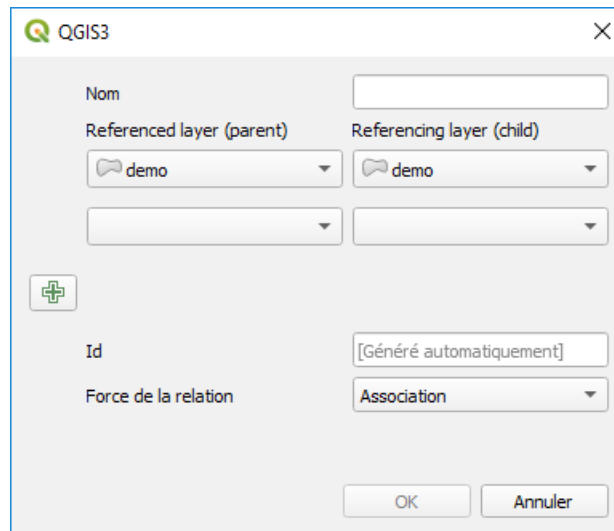 QGIS3
Nom
Referenced layer (parent) Referencing layer (child)
demo demo
Id [Généré automatiquement]
Force de la relation Association
OK Annuler